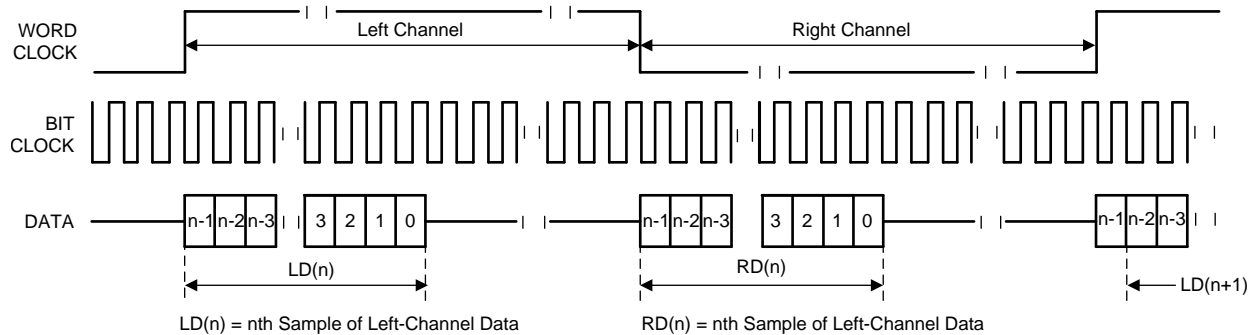 WORD
CLOCK
Left Channel
Right Channel
BIT
CLOCK
DATA
n-1 n-2 n-3 3 2 1 0 n-1 n-2 n-3 3 2 1 0 n-1 n-2 n-3
LD(n)
RD(n)
LD(n+1)
LD(n) = nth Sample of Left-Channel Data
RD(n) = nth Sample of Left-Channel Data